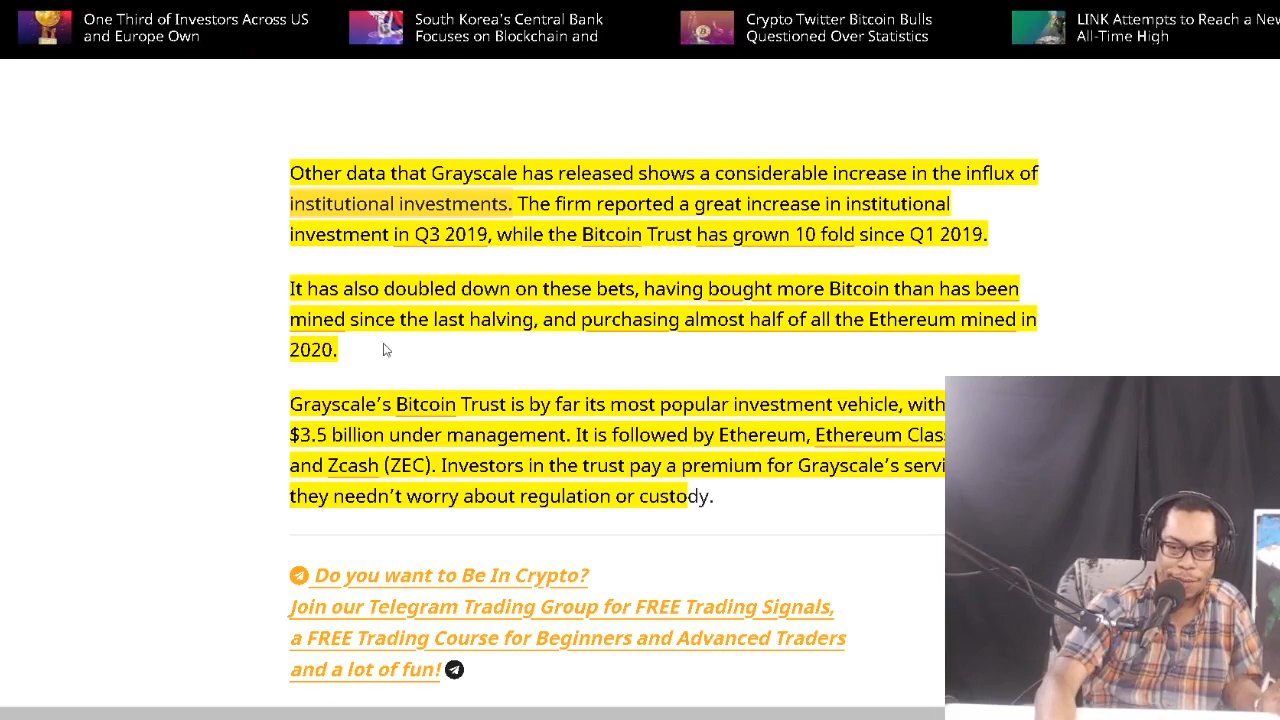 One Third of Investors Across US
and Europe Own
South Korea's Central Bank
Focuses on Blockchain and
Crypto Twitter Bitcoin Bulls
Questioned Over Statistics
LINK Attempts to Reach a New
All-Time High
Other data that Grayscale has released shows a considerable increase in the influx of
institutional investments. The firm reported a great increase in institutional
investment in Q3 2019, while the Bitcoin Trust has grown 10 fold since Q1 2019.
It has also doubled down on these bets, having bought more Bitcoin than has been
mined since the last halving, and purchasing almost half of all the Ethereum mined in
2020.
Grayscale’s Bitcoin Trust is by far its most popular investment vehicle, with
$3.5 billion under management. It is followed by Ethereum, Ethereum Clas
and Zcash (ZEC). Investors in the trust pay a premium for Grayscale’s servi
they needn’t worry about regulation or custody.
Do you want to Be In Crypto?
Join our Telegram Trading Group for FREE Trading Signals,
a FREE Trading Course for Beginners and Advanced Traders
and a lot of fun!